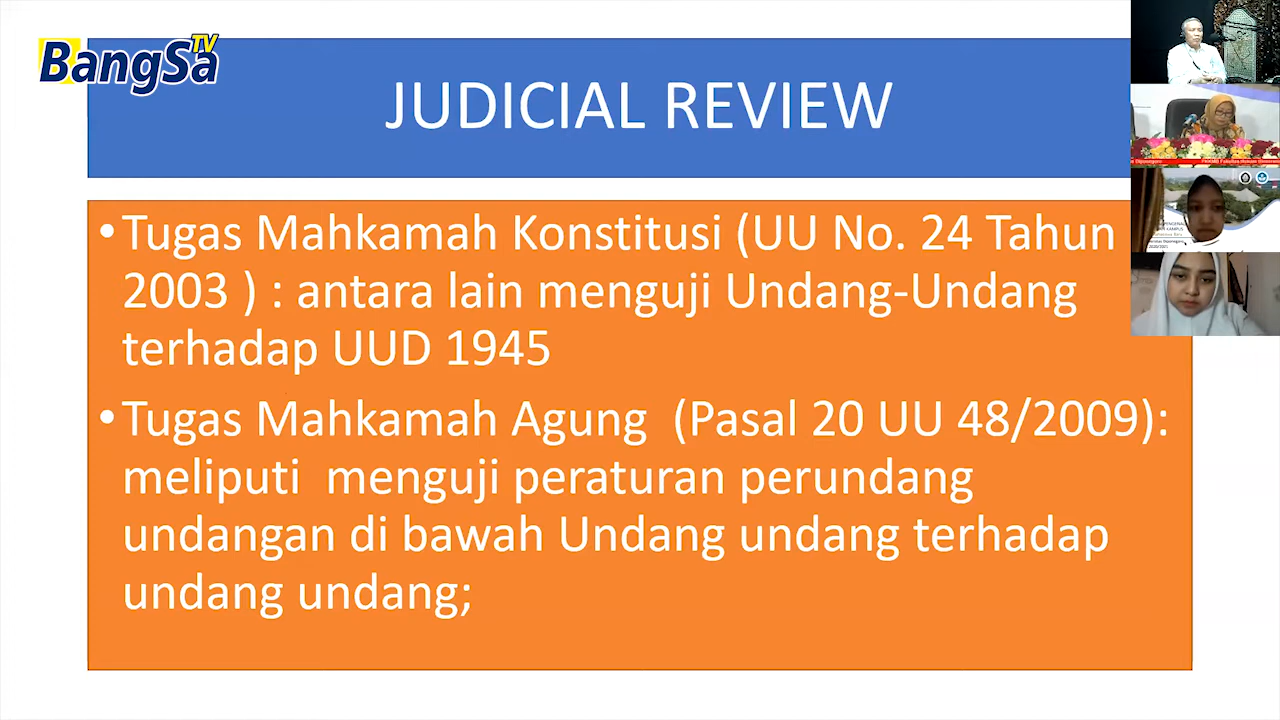 BangSa TV
JUDICIAL REVIEW
•Tugas Mahkamah Konstitusi (UU No. 24 Tahun
2003 ) : antara lain menguji Undang-Undang
terhadap UUD 1945
•Tugas Mahkamah Agung (Pasal 20 UU 48/2009):
meliputi menguji peraturan perundang
undangan di bawah Undang undang terhadap
undang undang;